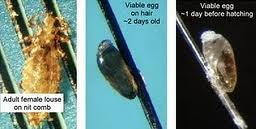 Adult female louse
on nit comb
Viable egg
on hair
~2 days old
Viable egg
~1 day before hatching